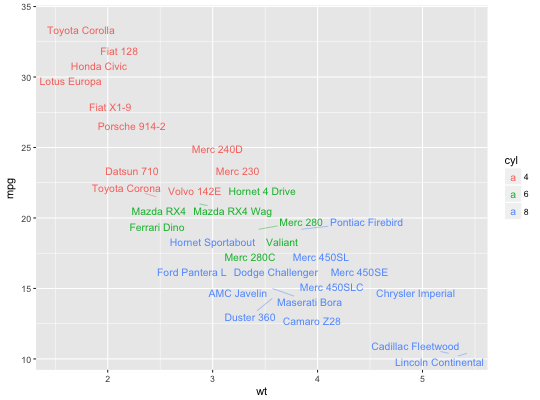 35
30
25
20
15
10
mpg
Toyota Corolla
Fiat 128
Honda Civic
Lotus Europa
Fiat X1-9
Porsche 914-2
Merc 240D
Datsun 710 Merc 230
Toyota Corona Volvo 142E Hornet 4 Drive
Mazda RX4 Mazda RX4 Wag
Ferrari Dino Merc 280 Pontiac Firebird
Hornet Sportabout Valiant
Merc 280C Merc 450SL
Ford Pantera L Dodge Challenger Merc 450SE
AMC Javelin Merc 450SLC Chrysler Imperial
Maserati Bora
Duster 360 Camaro Z28
Cadillac Fleetwood
Lincoln Continental
2 3 4 5
wt
cyl
a 4
a 6
a 8